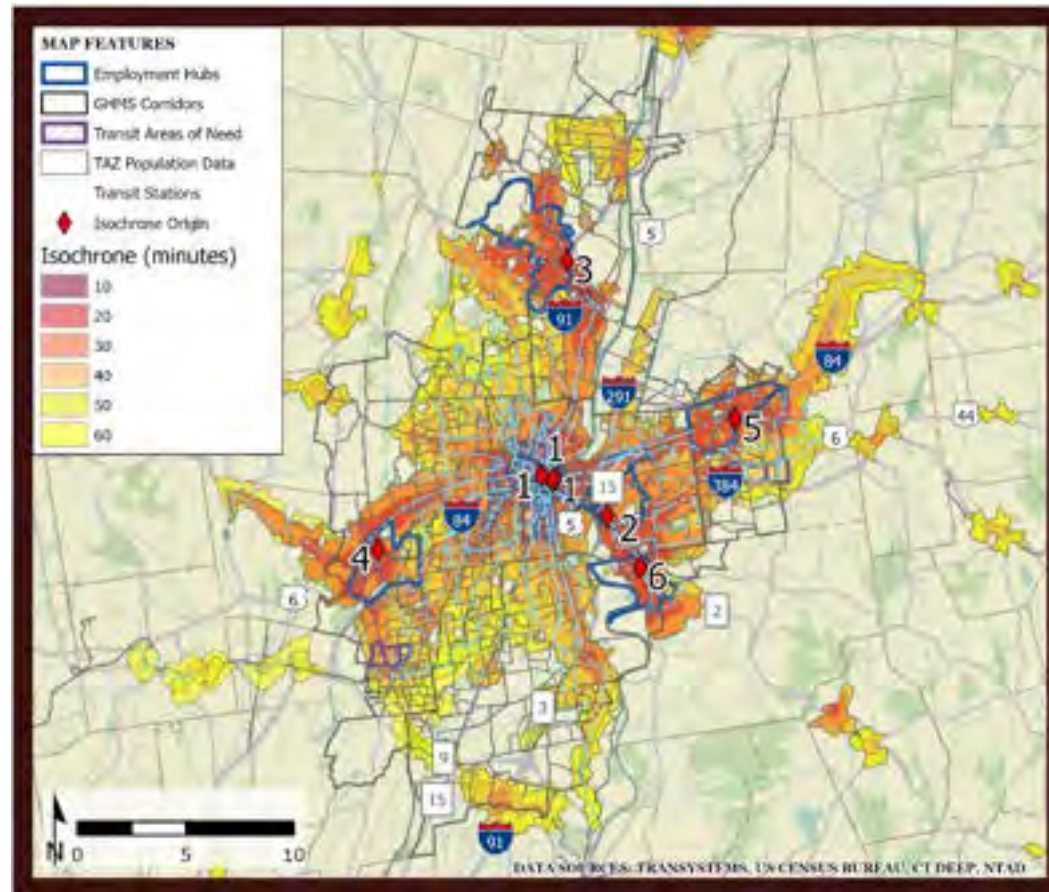 MAP FEATURES
Employment Hubs
GHMS Corridors
Transit Areas of Need
TAZ Population Data
Transit Stations
Isochrone Origin
Isochrone (minutes)
10
20
30
40
50
60
5
3
91
84
291
5
44
6
1
384
1
1
15
84
5
2
4
6
6
2
3
9
15
91
N
0 5 10
DATA SOURCES: TRANSYSTEMS, US CENSUS BUREAU, CT DEEP, NTAD